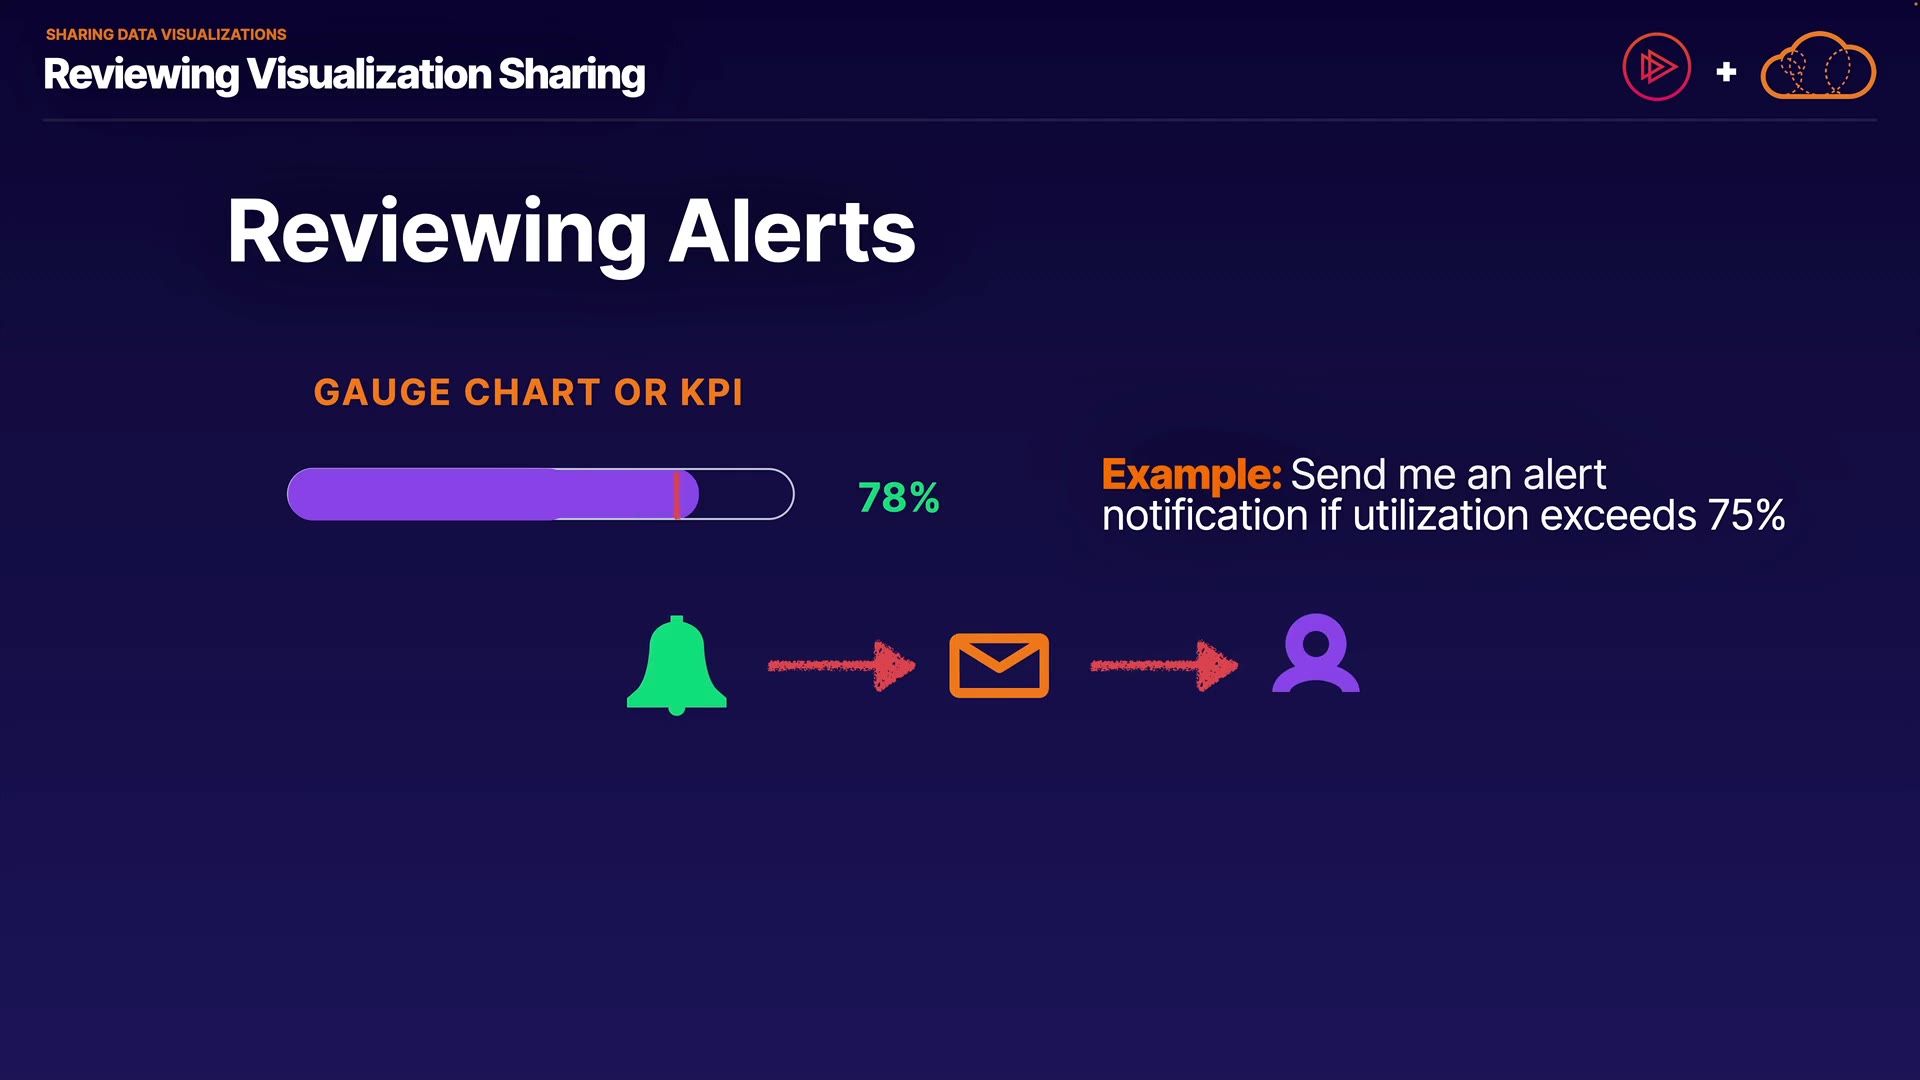 SHARING DATA VISUALIZATIONS
Reviewing Visualization Sharing
+
Reviewing Alerts
GAUGE CHART OR KPI
78%
Example: Send me an alert
notification if utilization exceeds 75%